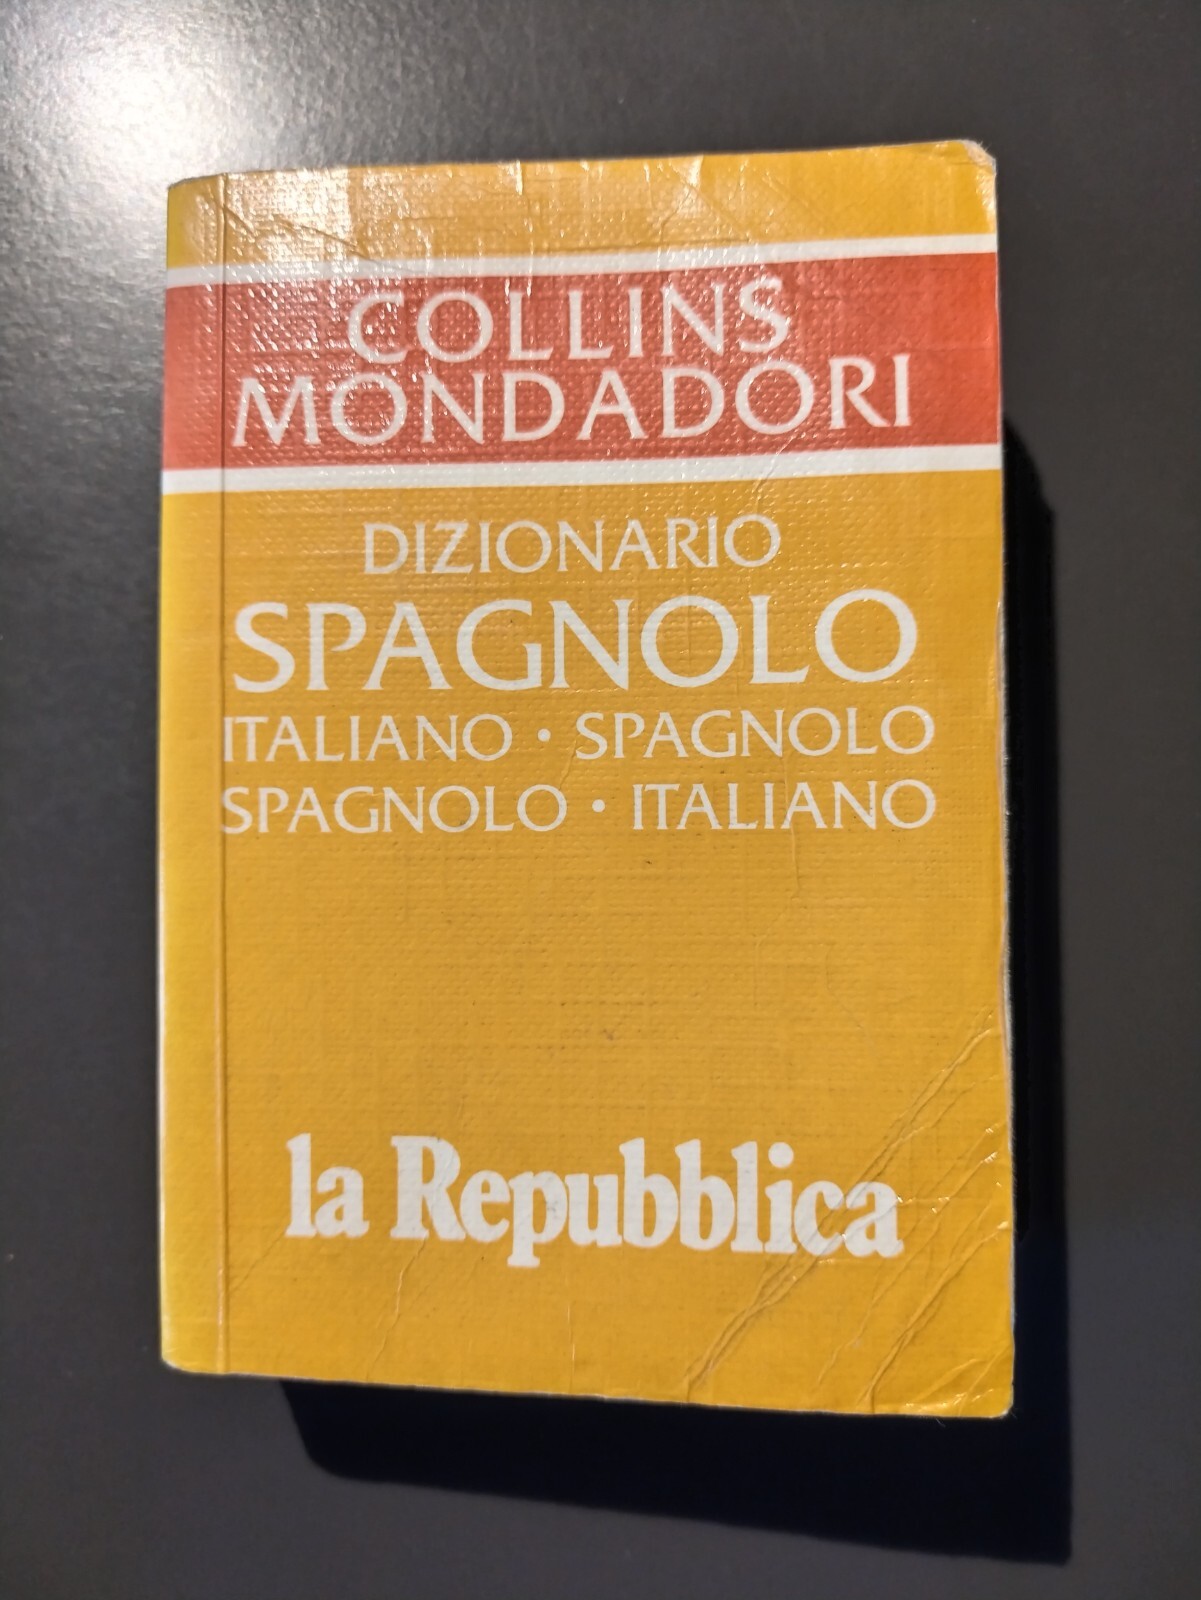 COLLINS
MONDADORI
DIZIONARIO
SPAGNOLO
ITALIANO · SPAGNOLO
SPAGNOLO · ITALIANO
la Repubblica